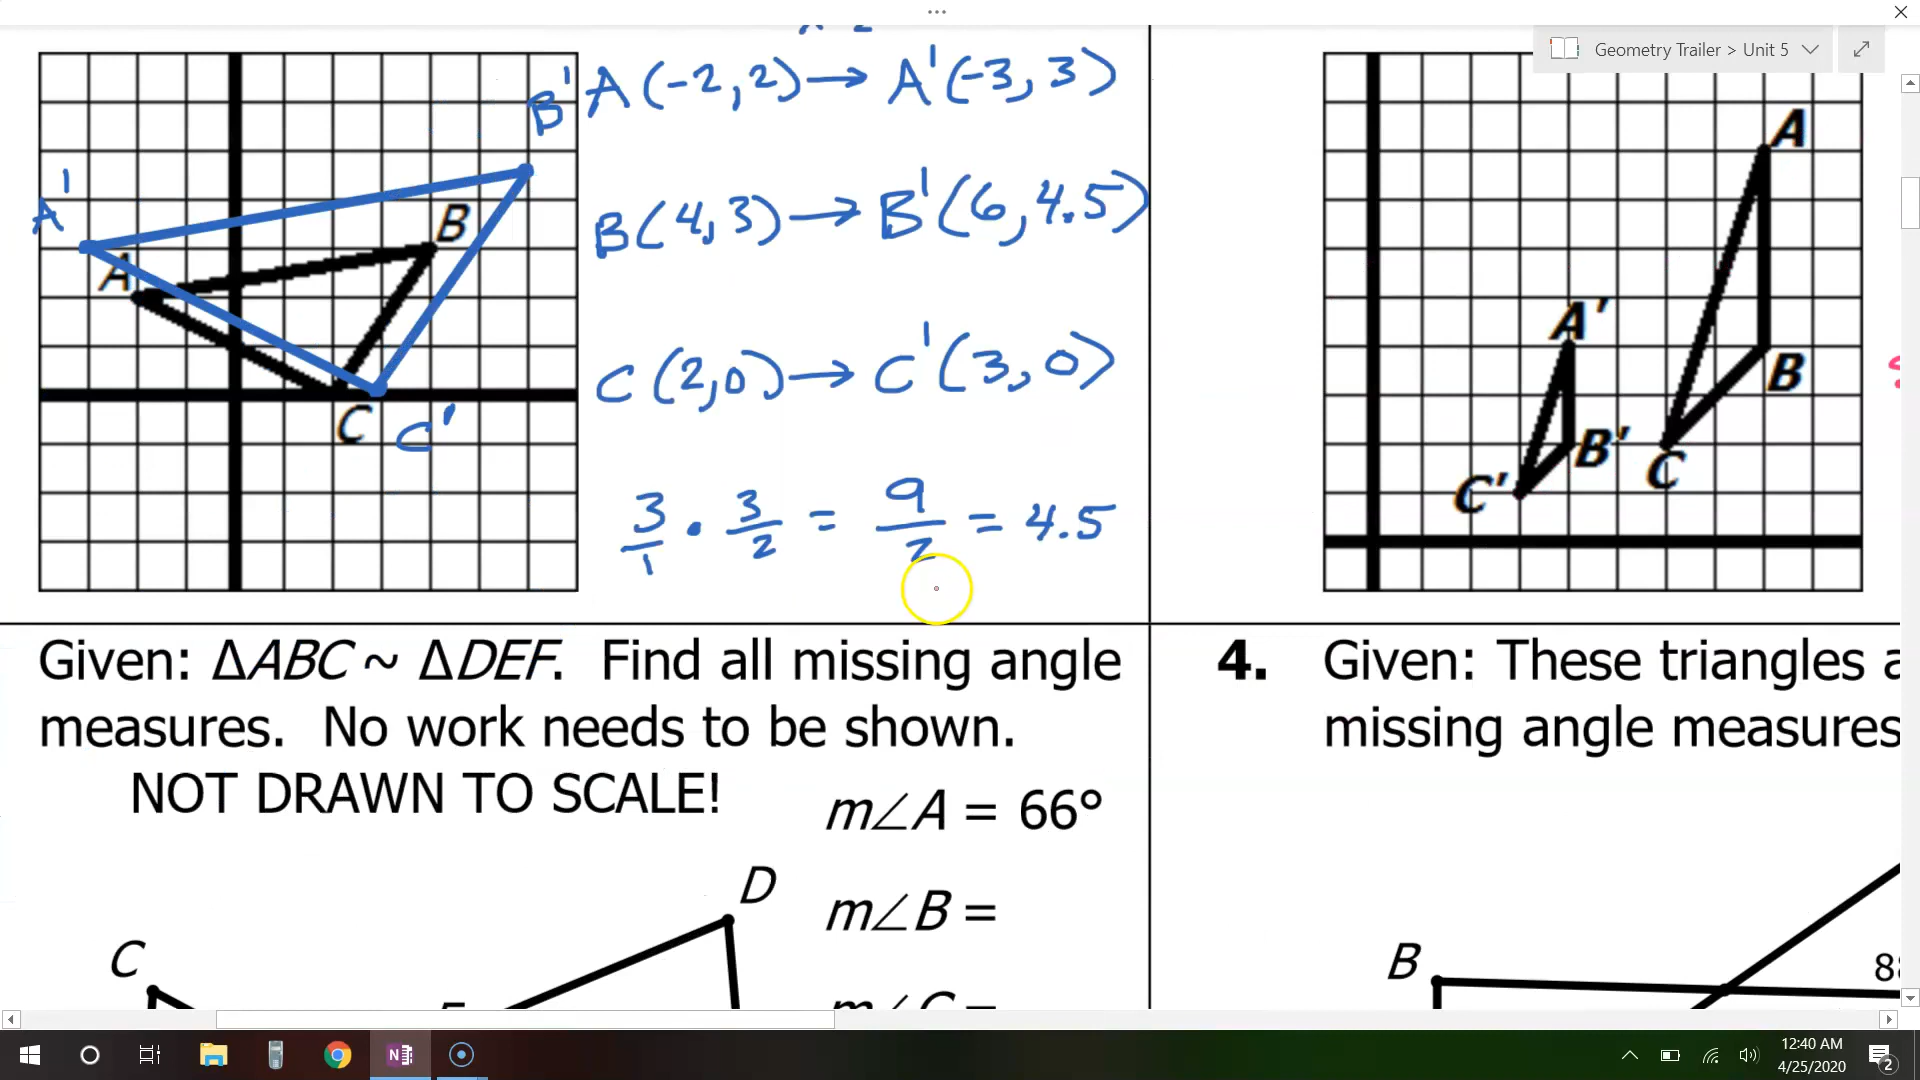 Geometry Trailer > Unit 5
A(-2,2) → A'(-3,3)
B(4,3) → B'(6,4.5)
C(2,0) → C'(3,0)
3/1 · 3/2 = 9/2 = 4.5
A'
B'
A
B
C
C'
A
A'
B
B'
C
C'
Given: ΔABC ~ ΔDEF. Find all missing angle
measures. No work needs to be shown.
NOT DRAWN TO SCALE!
m∠A = 66°
m∠B =
m∠C =
D
C
4. Given: These triangles a
missing angle measures
B
88
12:40 AM
4/25/2020
2